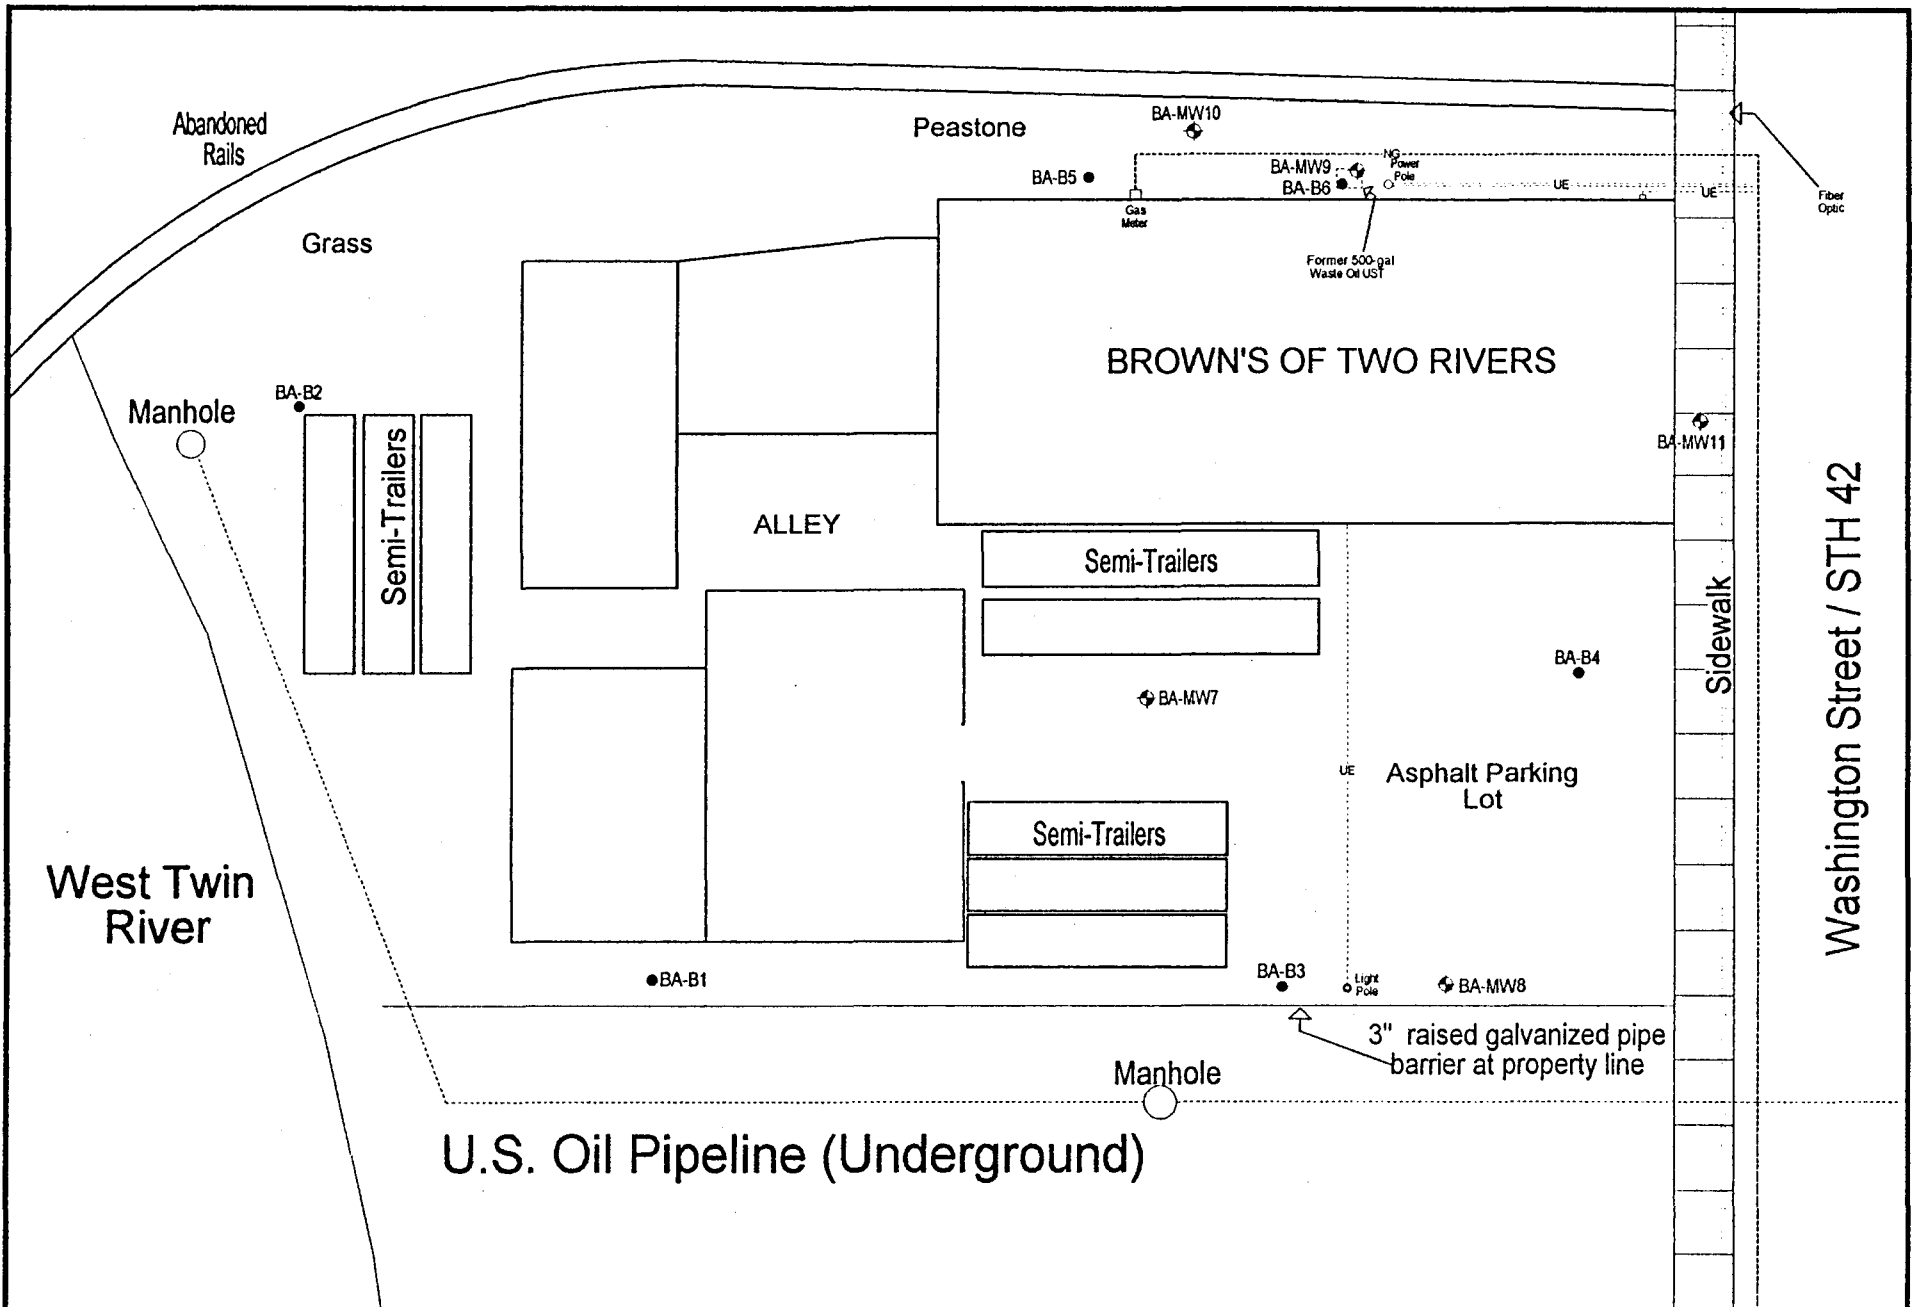 Abandoned
Rails
Peastone
BA-MW10
BA-B5
BA-MW9
BA-B6
NG
Power
Pole
UE
UE
Gas
Meter
Fiber
Optic
Grass
Former 500-gal
Waste Oil UST
BROWN'S OF TWO RIVERS
BA-B2
Manhole
Semi-Trailers
BA-MW11
ALLEY
Semi-Trailers
Sidewalk
Washington Street / STH 42
BA-B4
BA-MW7
UE
Asphalt Parking
Lot
Semi-Trailers
West Twin
River
BA-B1
BA-B3
Light
Pole
BA-MW8
3" raised galvanized pipe
barrier at property line
Manhole
U.S. Oil Pipeline (Underground)